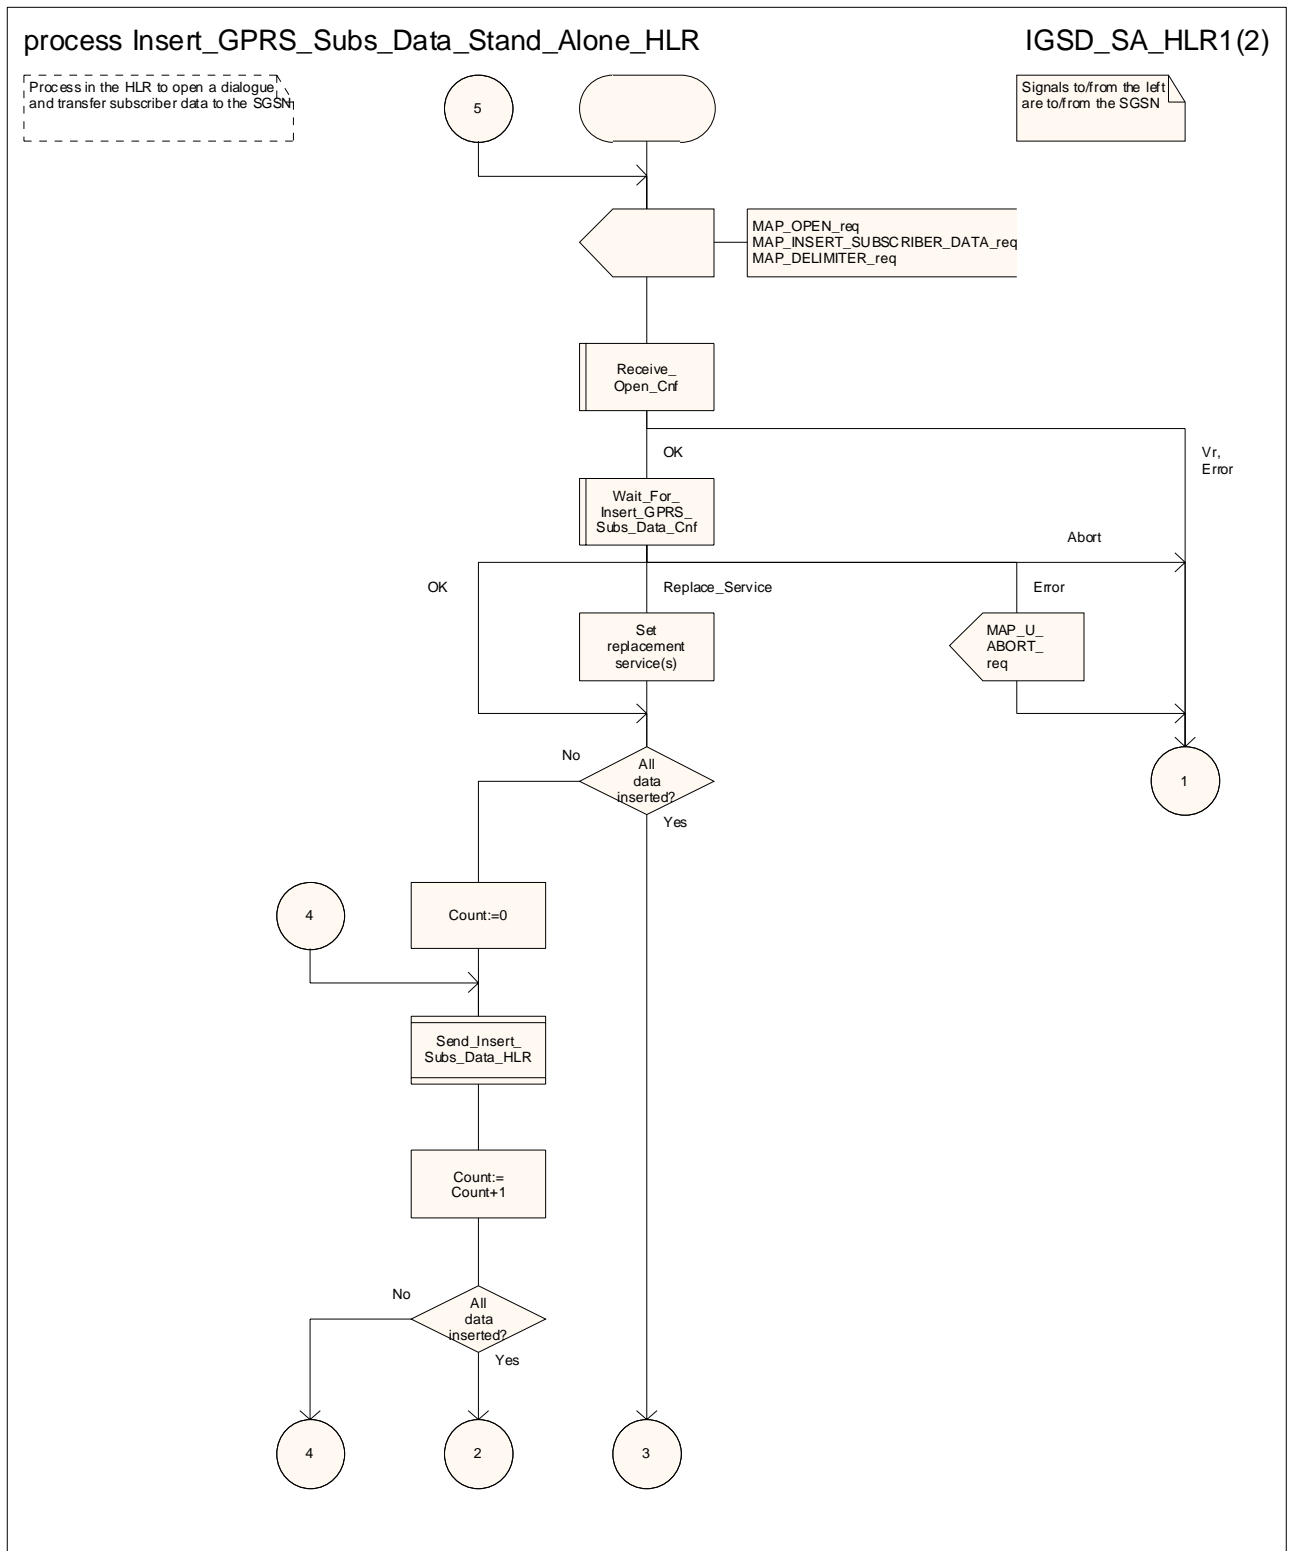 process Insert_GPRS_Subs_Data_Stand_Alone_HLR
IGSD_SA_HLR1(2)
Process in the HLR to open a dialogue
and transfer subscriber data to the SGSN
5
Signals to/from the left
are to/from the SGSN
MAP_OPEN_req
MAP_INSERT_SUBSCRIBER_DATA_req
MAP_DELIMITER_req
Receive_
Open_Cnf
OK
Vr,
Error
Wait_For_
Insert_GPRS_
Subs_Data_Cnf
Abort
OK
Replace_Service
Error
Set
replacement
service(s)
MAP_U_
ABORT_
req
No
All
data
inserted?
Yes
1
4
Count:=0
Send_Insert_
Subs_Data_HLR
Count:=
Count+1
No
All
data
inserted?
Yes
4
2
3